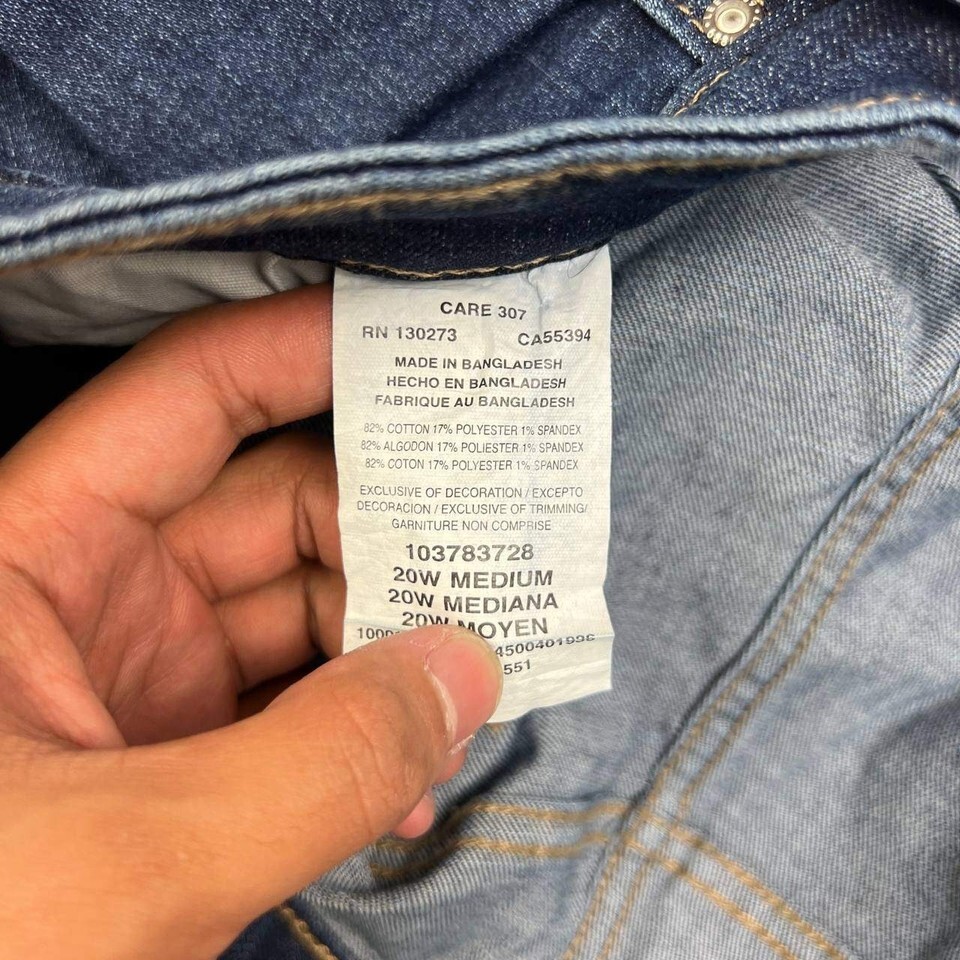 CARE 307
RN 130273 CA55394
MADE IN BANGLADESH
HECHO EN BANGLADESH
FABRIQUE AU BANGLADESH
82% COTTON 17% POLYESTER 1% SPANDEX
82% ALGODON 17% POLIESTER 1% SPANDEX
82% COTON 17% POLYESTER 1% SPANDEX
EXCLUSIVE OF DECORATION / EXCEPTO
DECORACION / EXCLUSIVE OF TRIMMING/
GARNITURE NON COMPRISE
103783728
20W MEDIUM
20W MEDIANA
20W MOYEN